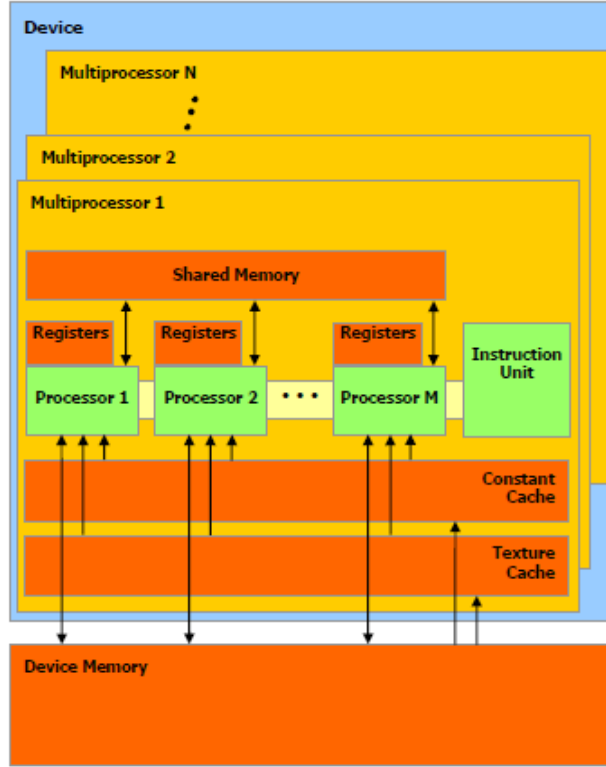 Device
Multiprocessor N
Multiprocessor 2
Multiprocessor 1
Shared Memory
Registers
Registers
Registers
Instruction
Unit
Processor 1
Processor 2
Processor M
Constant
Cache
Texture
Cache
Device Memory